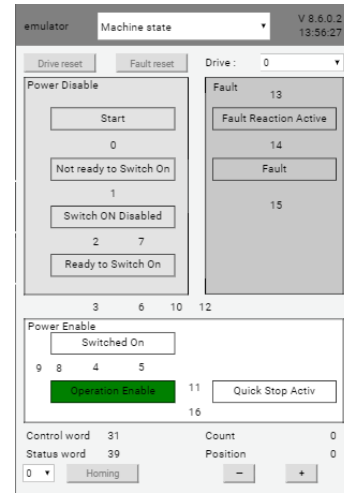 emulator Machine state V 8.6.0.2
13:56:27
Drive reset Fault reset Drive : 0
Power Disable Fault
13
Start Fault Reaction Active
0 14
Not ready to Switch On Fault
1
Switch ON Disabled 15
2 7
Ready to Switch On
3 6 10 12
Power Enable
Switched On
9 8 4 5
Operation Enable 11 Quick Stop Activ
16
Control word 31 Count 0
Status word 39 Position 0
0 Homing − +